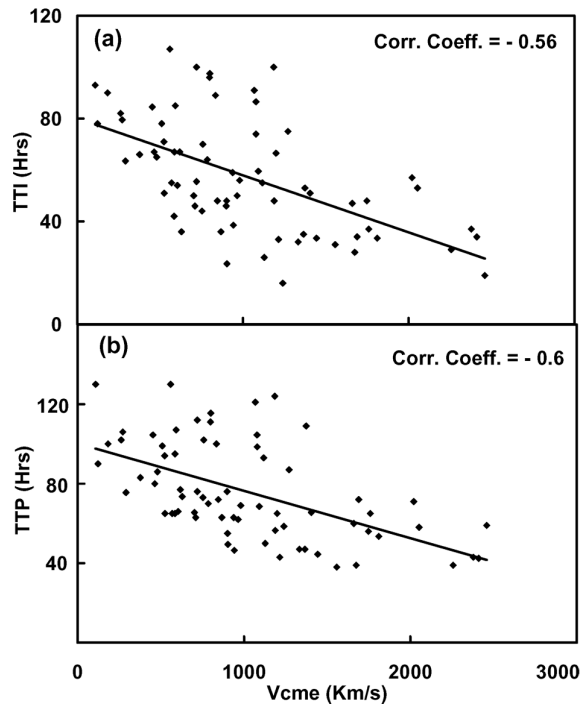 120
(a)
Corr. Coeff. = - 0.56
80
TTI (Hrs)
40
0
(b)
Corr. Coeff. = - 0.6
120
TTP (Hrs)
80
40
0 1000 2000 3000
Vcme (Km/s)